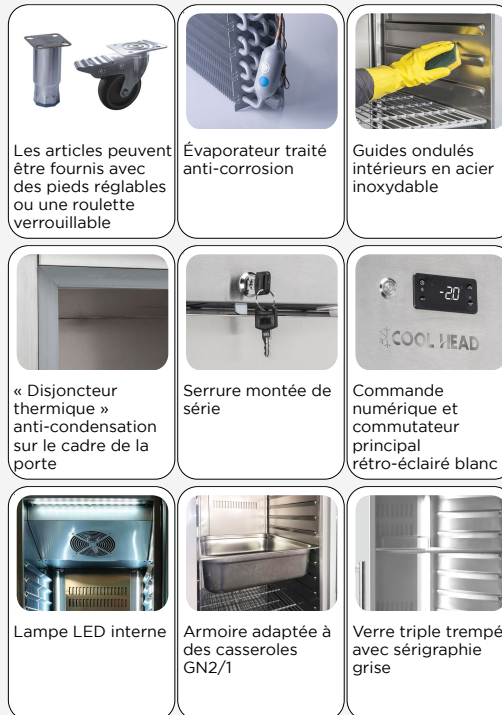 Les articles peuvent
être fournis avec
des pieds réglables
ou une roulette
verrouillable
Évaporateur traité
anti-corrosion
Guides ondulés
intérieurs en acier
inoxydable
« Disjoncteur
thermique »
anti-condensation
sur le cadre de la
porte
Serrure montée de
série
-2.0
COOL HEAD
Commande
numérique et
commutateur
principal
rétro-éclairé blanc
Lampe LED interne
Armoire adaptée à
des casseroles
GN2/1
Verre triple trempé
avec sérigraphie
grise